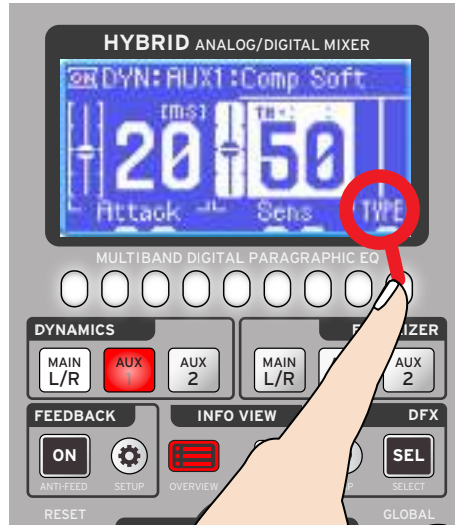 HYBRID ANALOG/DIGITAL MIXER
ON DYN: AUX1 :Comp Soft
[ms]
20 50
Attack Sens TYPE
MULTIBAND DIGITAL PARAGRAPHIC EQ
DYNAMICS
MAIN L/R AUX 1 AUX 2 MAIN L/R AUX 2
FEEDBACK INFO VIEW DFX
ON SEL
ANTI-FEED SETUP OVERVIEW SELECT
RESET GLOBAL